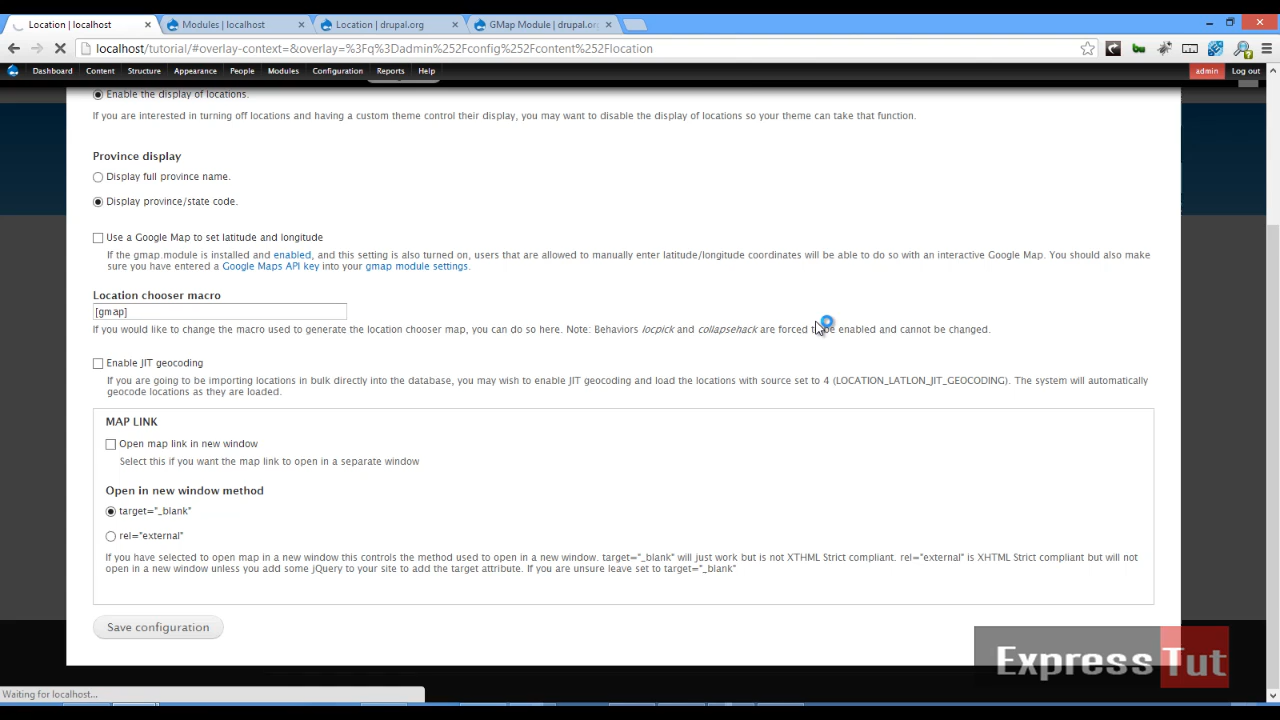 Location | localhost
Modules | localhost
Location | drupal.org
GMap Module | drupal.or
localhost/tutorial/#overlay-context=&overlay=%3Fq%3Dadmin%252Fconfig%252Fcontent%252Flocation
Dashboard Content Structure Appearance People Modules Configuration Reports Help admin Log out
Enable the display of locations.
If you are interested in turning off locations and having a custom theme control their display, you may want to disable the display of locations so your theme can take that function.
Province display
Display full province name.
Display province/state code.
Use a Google Map to set latitude and longitude
If the gmap.module is installed and enabled, and this setting is also turned on, users that are allowed to manually enter latitude/longitude coordinates will be able to do so with an interactive Google Map. You should also make
sure you have entered a Google Maps API key into your gmap module settings.
Location chooser macro
[gmap]
If you would like to change the macro used to generate the location chooser map, you can do so here. Note: Behaviors locpick and collapsehack are forced to be enabled and cannot be changed.
Enable JIT geocoding
If you are going to be importing locations in bulk directly into the database, you may wish to enable JIT geocoding and load the locations with source set to 4 (LOCATION_LATLON_JIT_GEOCODING). The system will automatically
geocode locations as they are loaded.
MAP LINK
Open map link in new window
Select this if you want the map link to open in a separate window
Open in new window method
target="_blank"
rel="external"
If you have selected to open map in a new window this controls the method used to open in a new window. target="_blank" will just work but is not XTHML Strict compliant. rel="external" is XHTML Strict compliant but will not
open in a new window unless you add some jQuery to your site to add the target attribute. If you are unsure leave set to target="_blank"
Save configuration
Express Tut
Waiting for localhost...